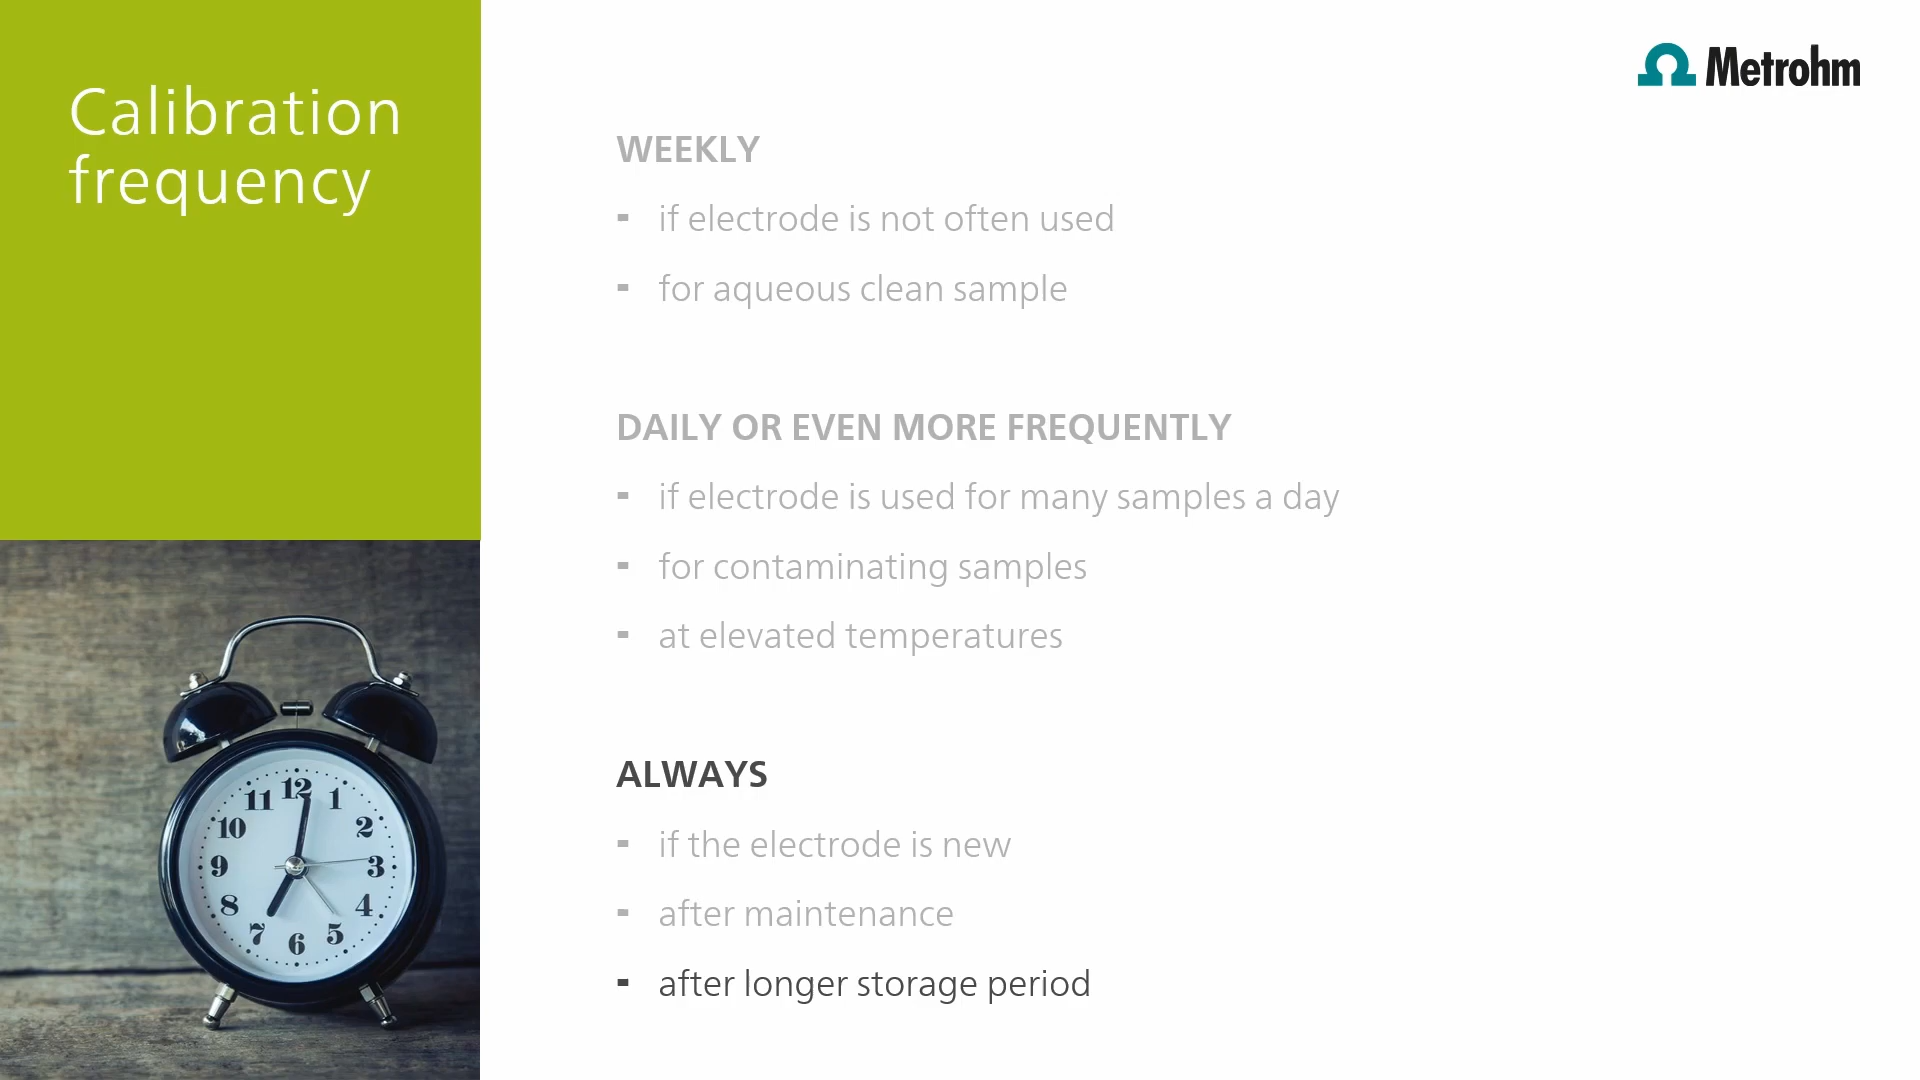 Calibration
frequency
Metrohm
WEEKLY
▪ if electrode is not often used
▪ for aqueous clean sample
DAILY OR EVEN MORE FREQUENTLY
▪ if electrode is used for many samples a day
▪ for contaminating samples
▪ at elevated temperatures
ALWAYS
▪ if the electrode is new
▪ after maintenance
▪ after longer storage period
12
11 1
10 2
9 3
8 4
7 5
6